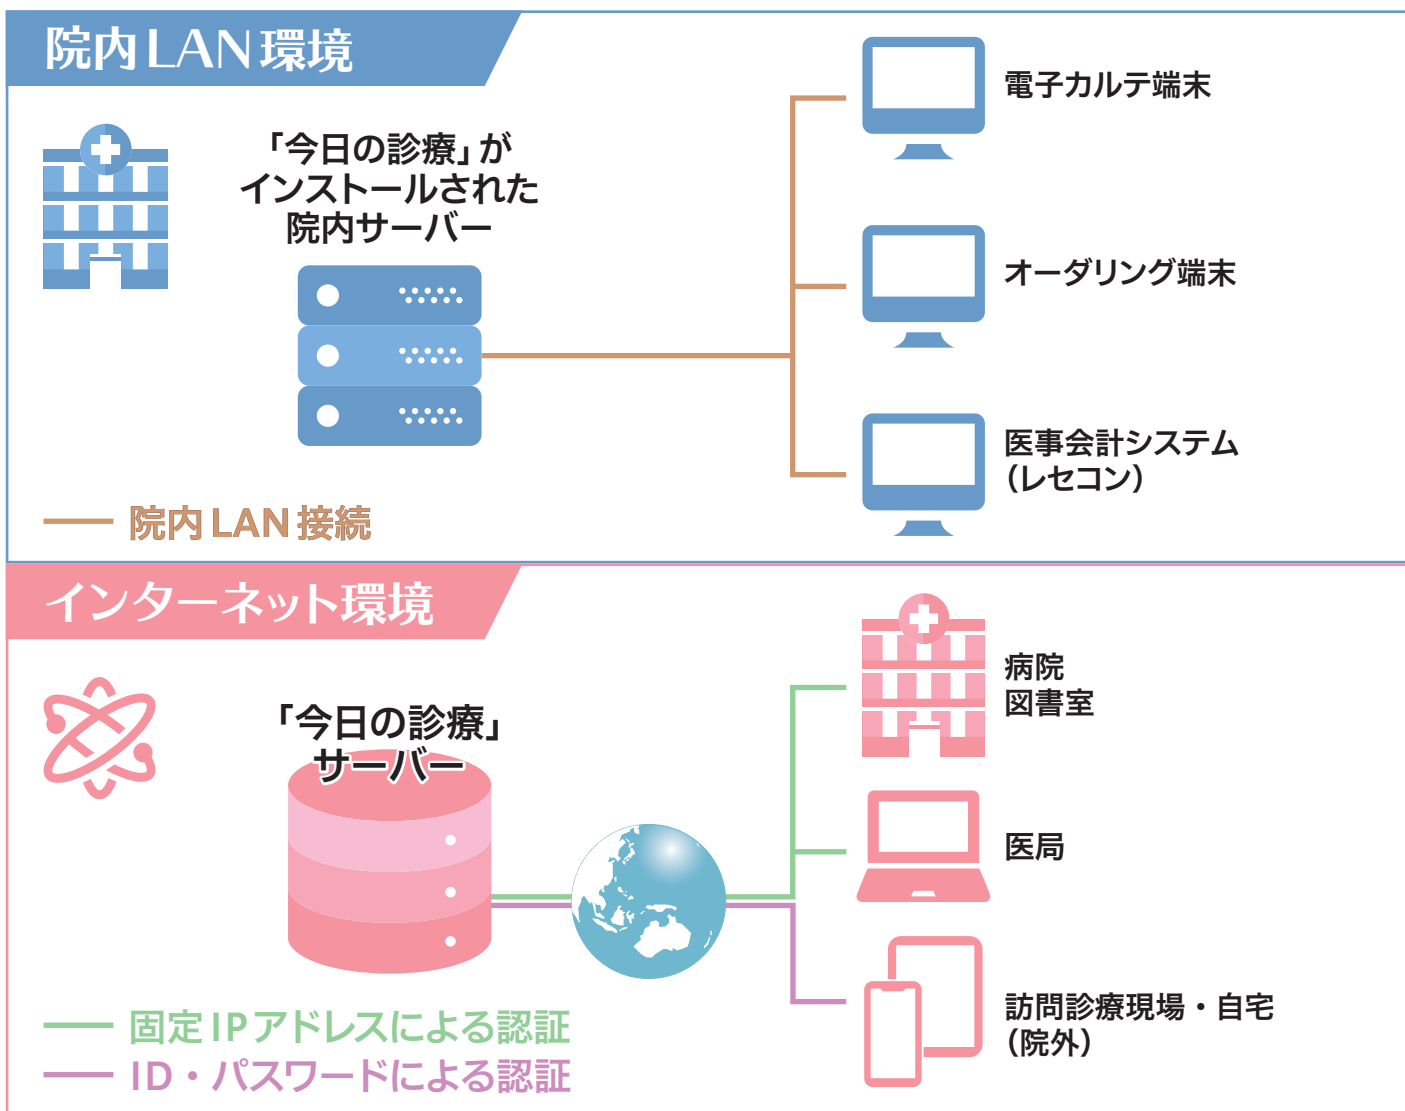 院内LAN環境
「今日の診療」が
インストールされた
院内サーバー
電子カルテ端末
オーダリング端末
医事会計システム
（レセコン）
院内LAN接続
インターネット環境
「今日の診療」
サーバー
病院
図書室
医局
訪問診療現場・自宅
（院外）
固定IPアドレスによる認証
ID・パスワードによる認証